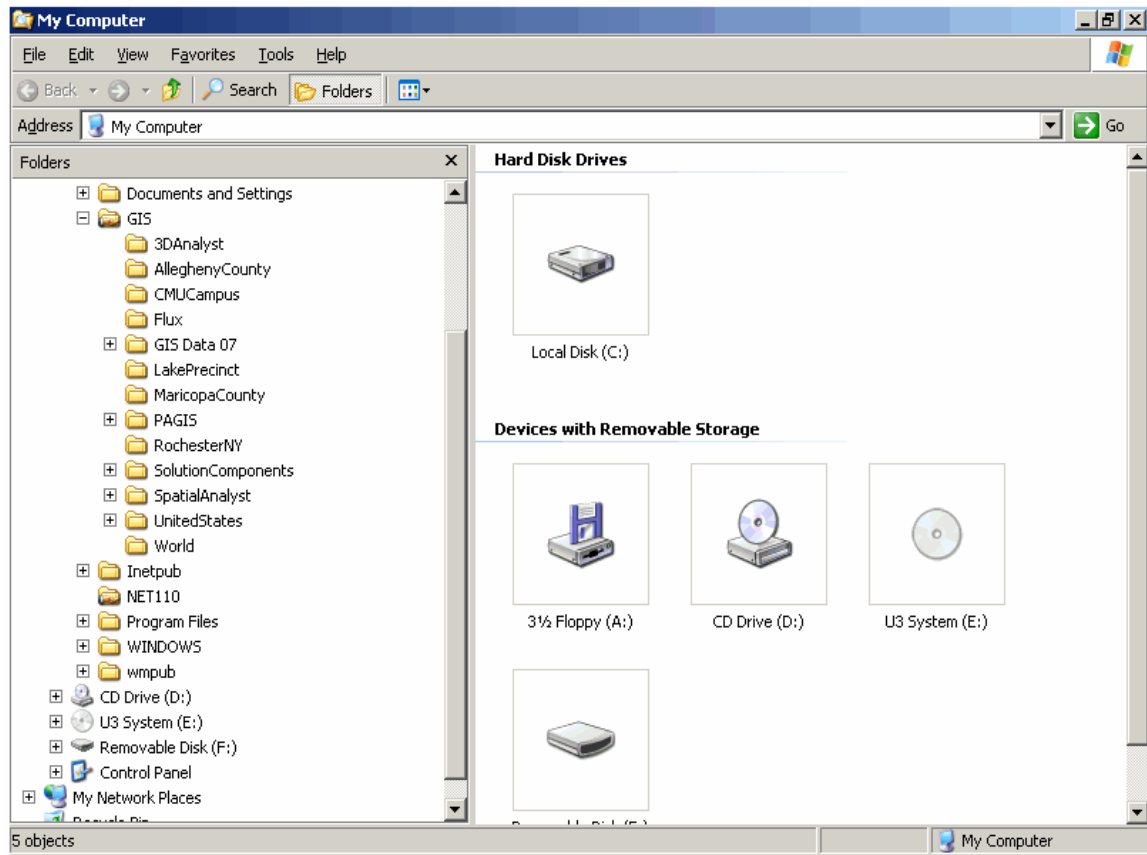 My Computer
File Edit View Favorites Tools Help
Back Search Folders
Address My Computer Go
Folders
Documents and Settings
GIS
3DAnalyst
AlleghenyCounty
CMUCampus
Flux
GIS Data 07
LakePrecinct
MaricopaCounty
PAGIS
RochesterNY
SolutionComponents
SpatialAnalyst
UnitedStates
World
Inetpub
NET110
Program Files
WINDOWS
wmpub
CD Drive (D:)
U3 System (E:)
Removable Disk (F:)
Control Panel
My Network Places
Hard Disk Drives
Local Disk (C:)
Devices with Removable Storage
3½ Floppy (A:) CD Drive (D:) U3 System (E:)
5 objects My Computer